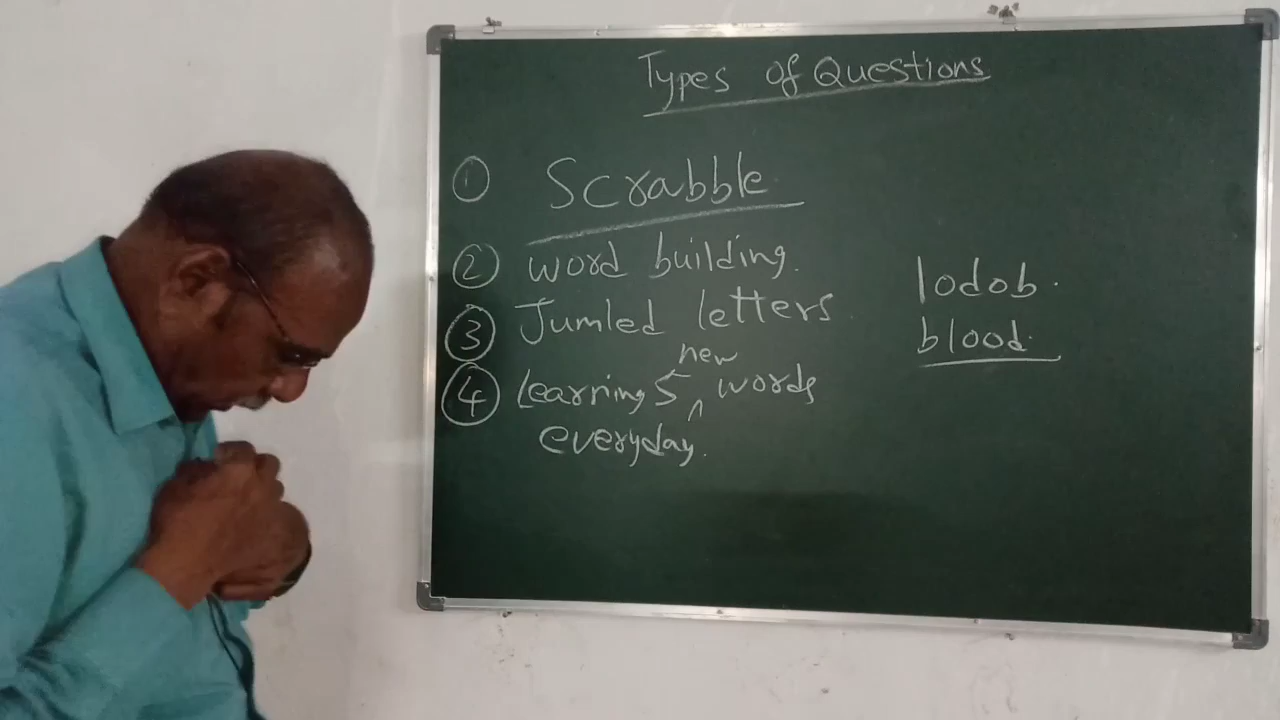 Types of Questions
① Scrabble
② word building.
③ Jumled letters
④ Learning 5 new words
everyday.
lodob.
blood.